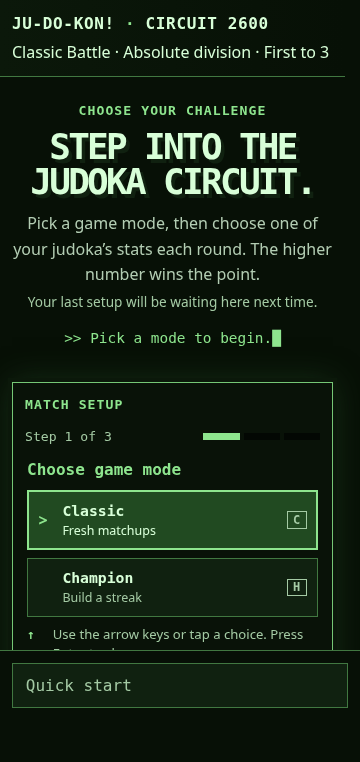 JU-DO-KON! · CIRCUIT 2600
Classic Battle · Absolute division · First to 3
CHOOSE YOUR CHALLENGE
STEP INTO THE
JUDOKA CIRCUIT.
Pick a game mode, then choose one of
your judoka’s stats each round. The higher
number wins the point.
Your last setup will be waiting here next time.
>> Pick a mode to begin.
MATCH SETUP
Step 1 of 3
Choose game mode
> Classic C
Fresh matchups
Champion H
Build a streak
↑ Use the arrow keys or tap a choice. Press
Quick start